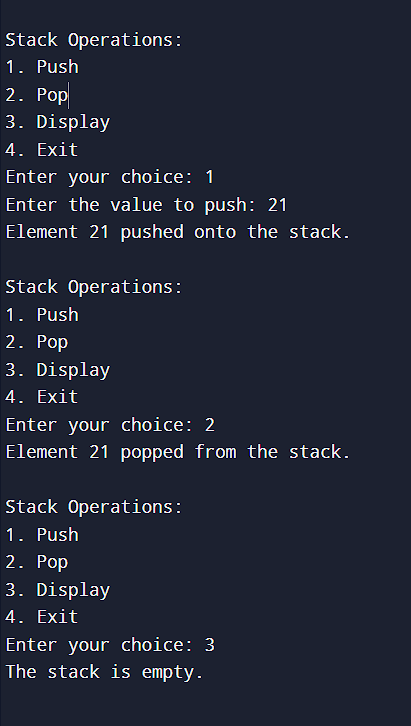 Stack Operations:
1. Push
2. Pop
3. Display
4. Exit
Enter your choice: 1
Enter the value to push: 21
Element 21 pushed onto the stack.
Stack Operations:
1. Push
2. Pop
3. Display
4. Exit
Enter your choice: 2
Element 21 popped from the stack.
Stack Operations:
1. Push
2. Pop
3. Display
4. Exit
Enter your choice: 3
The stack is empty.